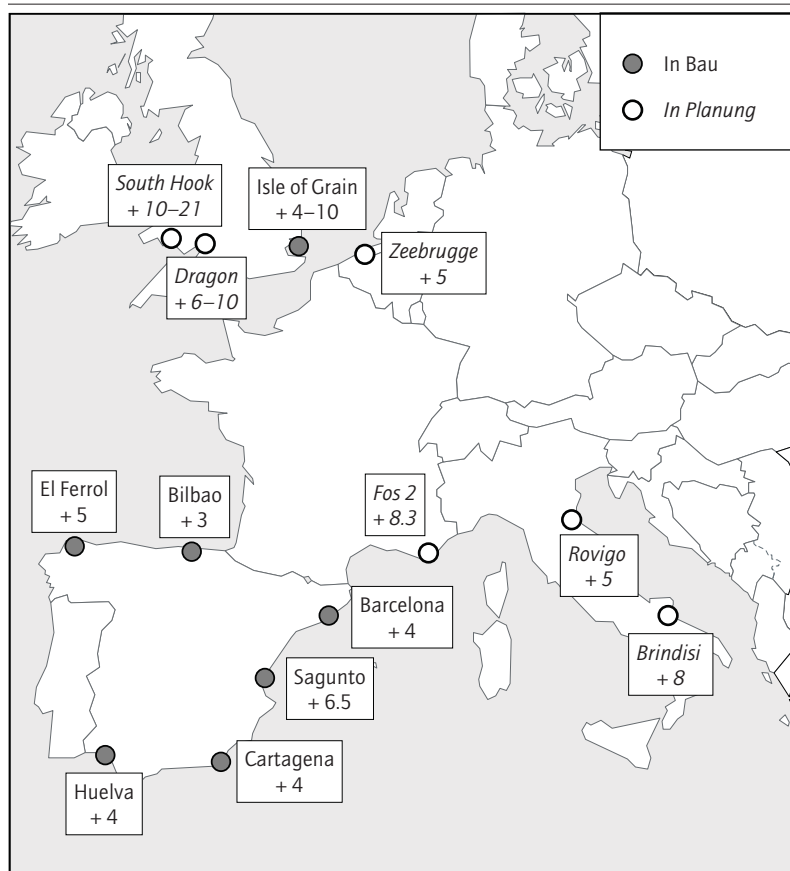 In Bau
In Planung
South Hook
+ 10–21
Isle of Grain
+ 4–10
Dragon
+ 6–10
Zeebrugge
+ 5
El Ferrol
+ 5
Bilbao
+ 3
Fos 2
+ 8.3
Rovigo
+ 5
Barcelona
+ 4
Brindisi
+ 8
Sagunto
+ 6.5
Cartagena
+ 4
Huelva
+ 4